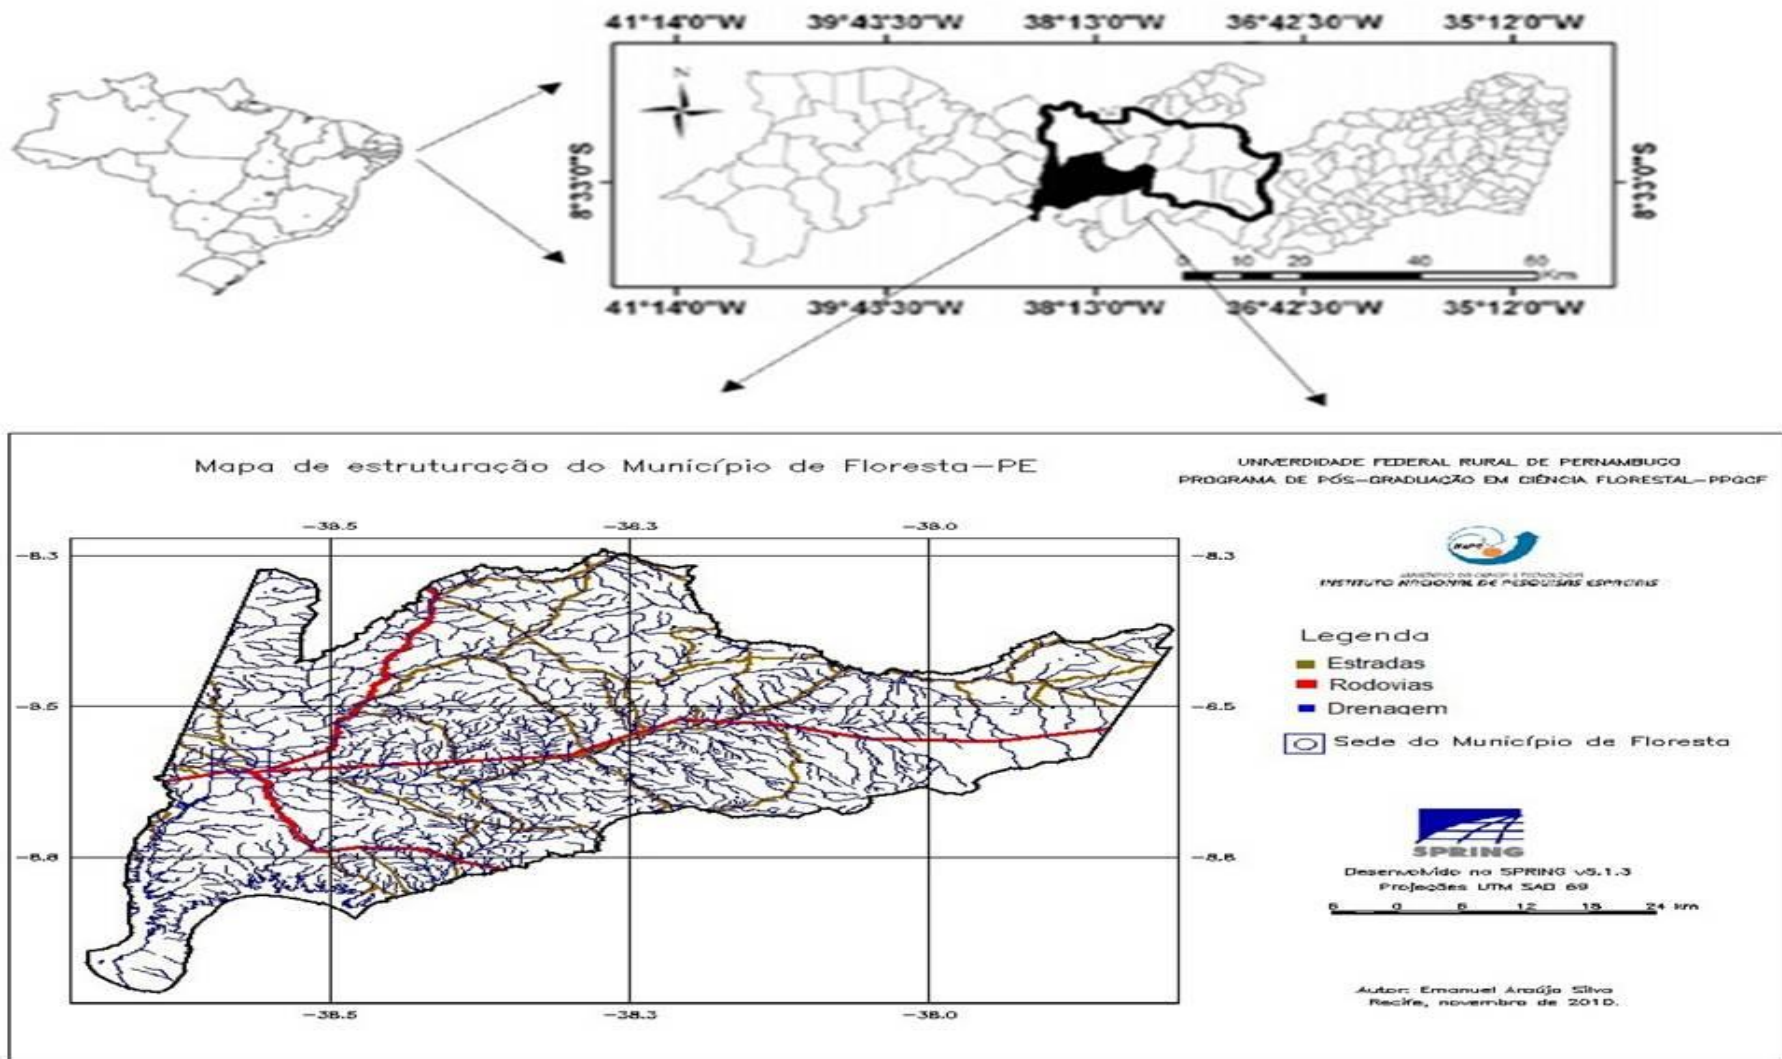 41°14'0"W 39°43'30"W 38°13'0"W 36°42'30"W 35°12'0"W
N
8°33'0"S 8°33'0"S
0 10 20 40 60
Km
41°14'0"W 39°43'30"W 38°13'0"W 36°42'30"W 35°12'0"W
Mapa de estruturação do Município de Floresta-PE
UNIVERDIDADE FEDERAL RURAL DE PERNAMBUCO
PROGRAMA DE PÓS-GRADUAÇÃO EM CIÊNCIA FLORESTAL-PPGCF
-38.5 -38.3 -38.0
-8.3 -8.3
INSTITUTO NACIONAL DE PESQUISAS ESPACIAIS
Legenda
Estradas
Rodovias
Drenagem
Sede do Município de Floresta
-8.5 -8.5
SPRING
Desenvolvido no SPRING v5.1.3
Projeções UTM SAD 69
6 0 6 12 18 24 km
-8.8 -8.8
Autor: Emanuel Araújo Silva
Recife, novembro de 2010.
-38.5 -38.3 -38.0